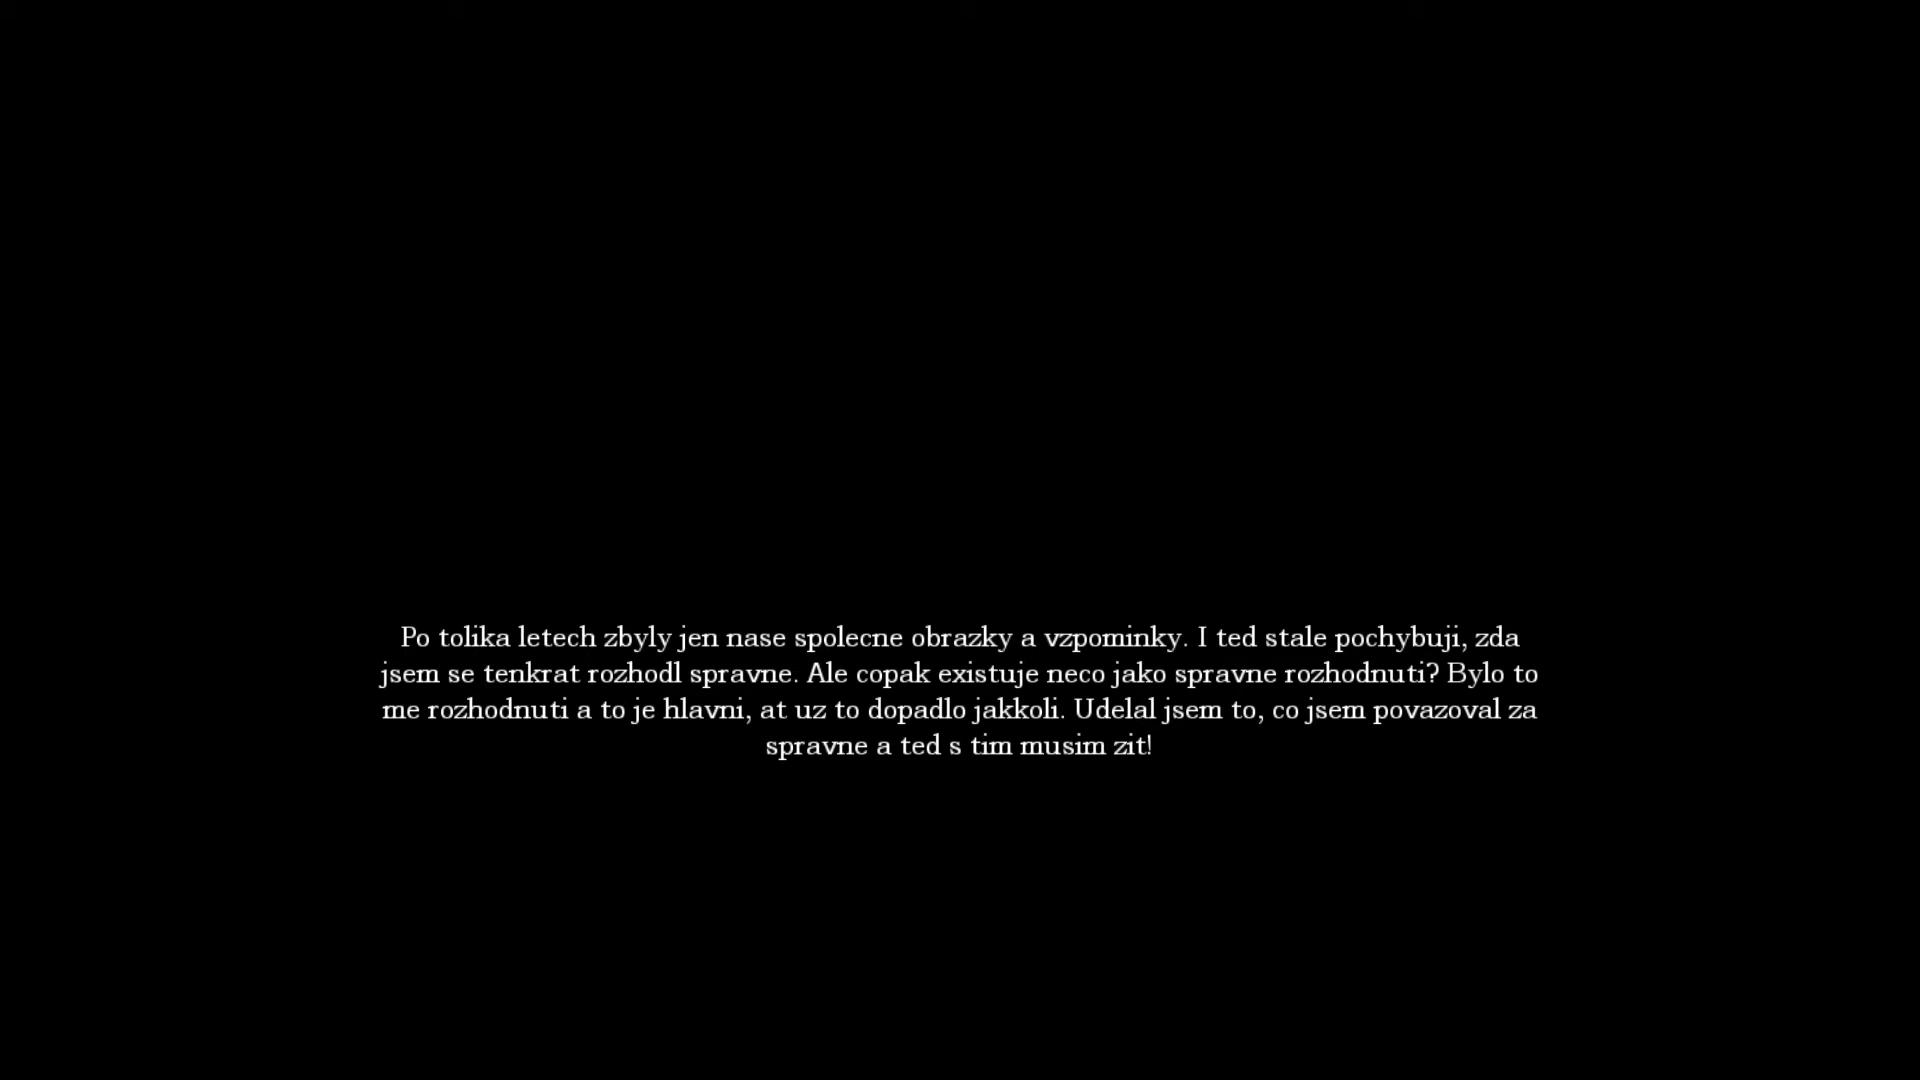 Po tolika letech zbyly jen nase spolecne obrazky a vzpominky. I ted stale pochybuji, zda
jsem se tenkrat rozhodl spravne. Ale copak existuje neco jako spravne rozhodnuti? Bylo to
me rozhodnuti a to je hlavni, at uz to dopadlo jakkoli. Udelal jsem to, co jsem povazoval za
spravne a ted s tim musim zit!